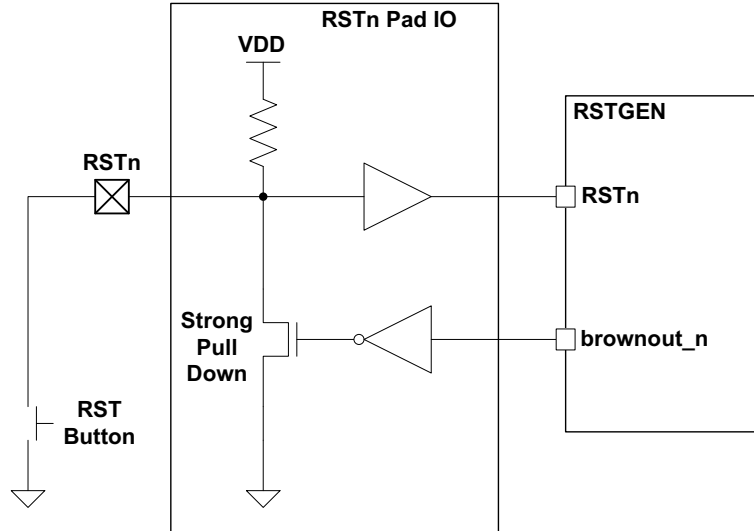 RSTn Pad IO
VDD
RSTGEN
RSTn
RSTn
Strong
Pull
Down
brownout_n
RST
Button